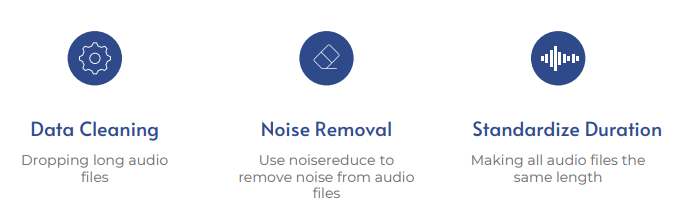 Data Cleaning
Dropping long audio
files
Noise Removal
Use noisereduce to
remove noise from audio
files
Standardize Duration
Making all audio files the
same length